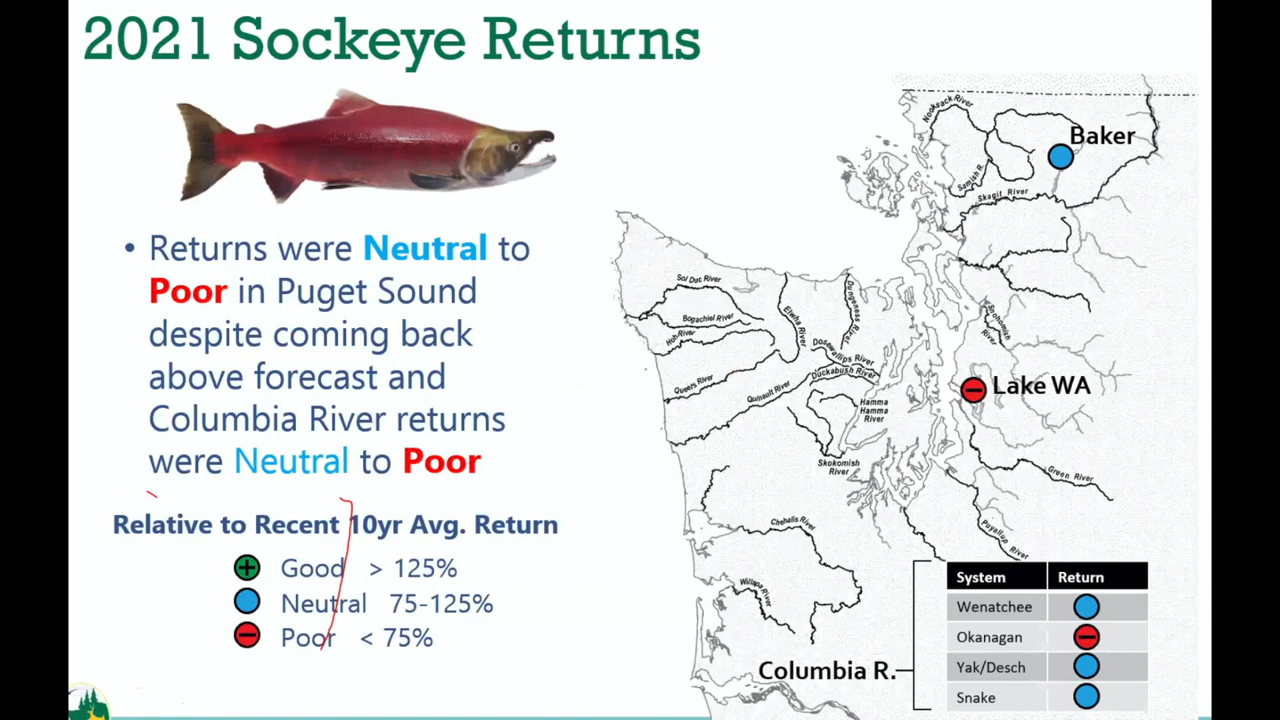 2021 Sockeye Returns
• Returns were Neutral to
Poor in Puget Sound
despite coming back
above forecast and
Columbia River returns
were Neutral to Poor
Relative to Recent 10yr Avg. Return
Good > 125%
Neutral 75-125%
Poor < 75%
Nooksack River
Baker
Samish R.
Skagit River
Sol Duc River
Bogachiel River
Hoh River
Elwha River
Dungeness River
Snohomish River
Dosewallips River
Duckabush River
Queets River
Quinault River
Lake WA
Hamma
Hamma
River
Skokomish
River
Green River
Chehalis River
Puyallup River
Willapa River
Columbia R.
System Return
Wenatchee
Okanagan
Yak/Desch
Snake